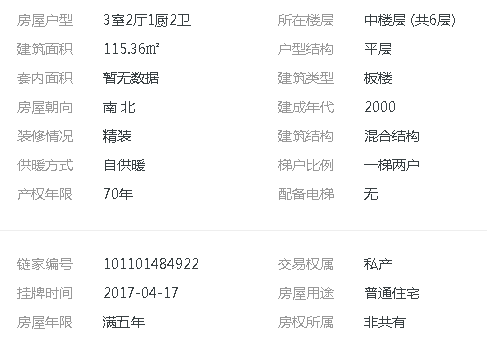 房屋户型 3室2厅1厨2卫 所在楼层 中楼层 (共6层)
建筑面积 115.36㎡ 户型结构 平层
套内面积 暂无数据 建筑类型 板楼
房屋朝向 南 北 建成年代 2000
装修情况 精装 建筑结构 混合结构
供暖方式 自供暖 梯户比例 一梯两户
产权年限 70年 配备电梯 无
链家编号 101101484922 交易权属 私产
挂牌时间 2017-04-17 房屋用途 普通住宅
房屋年限 满五年 房权所属 非共有